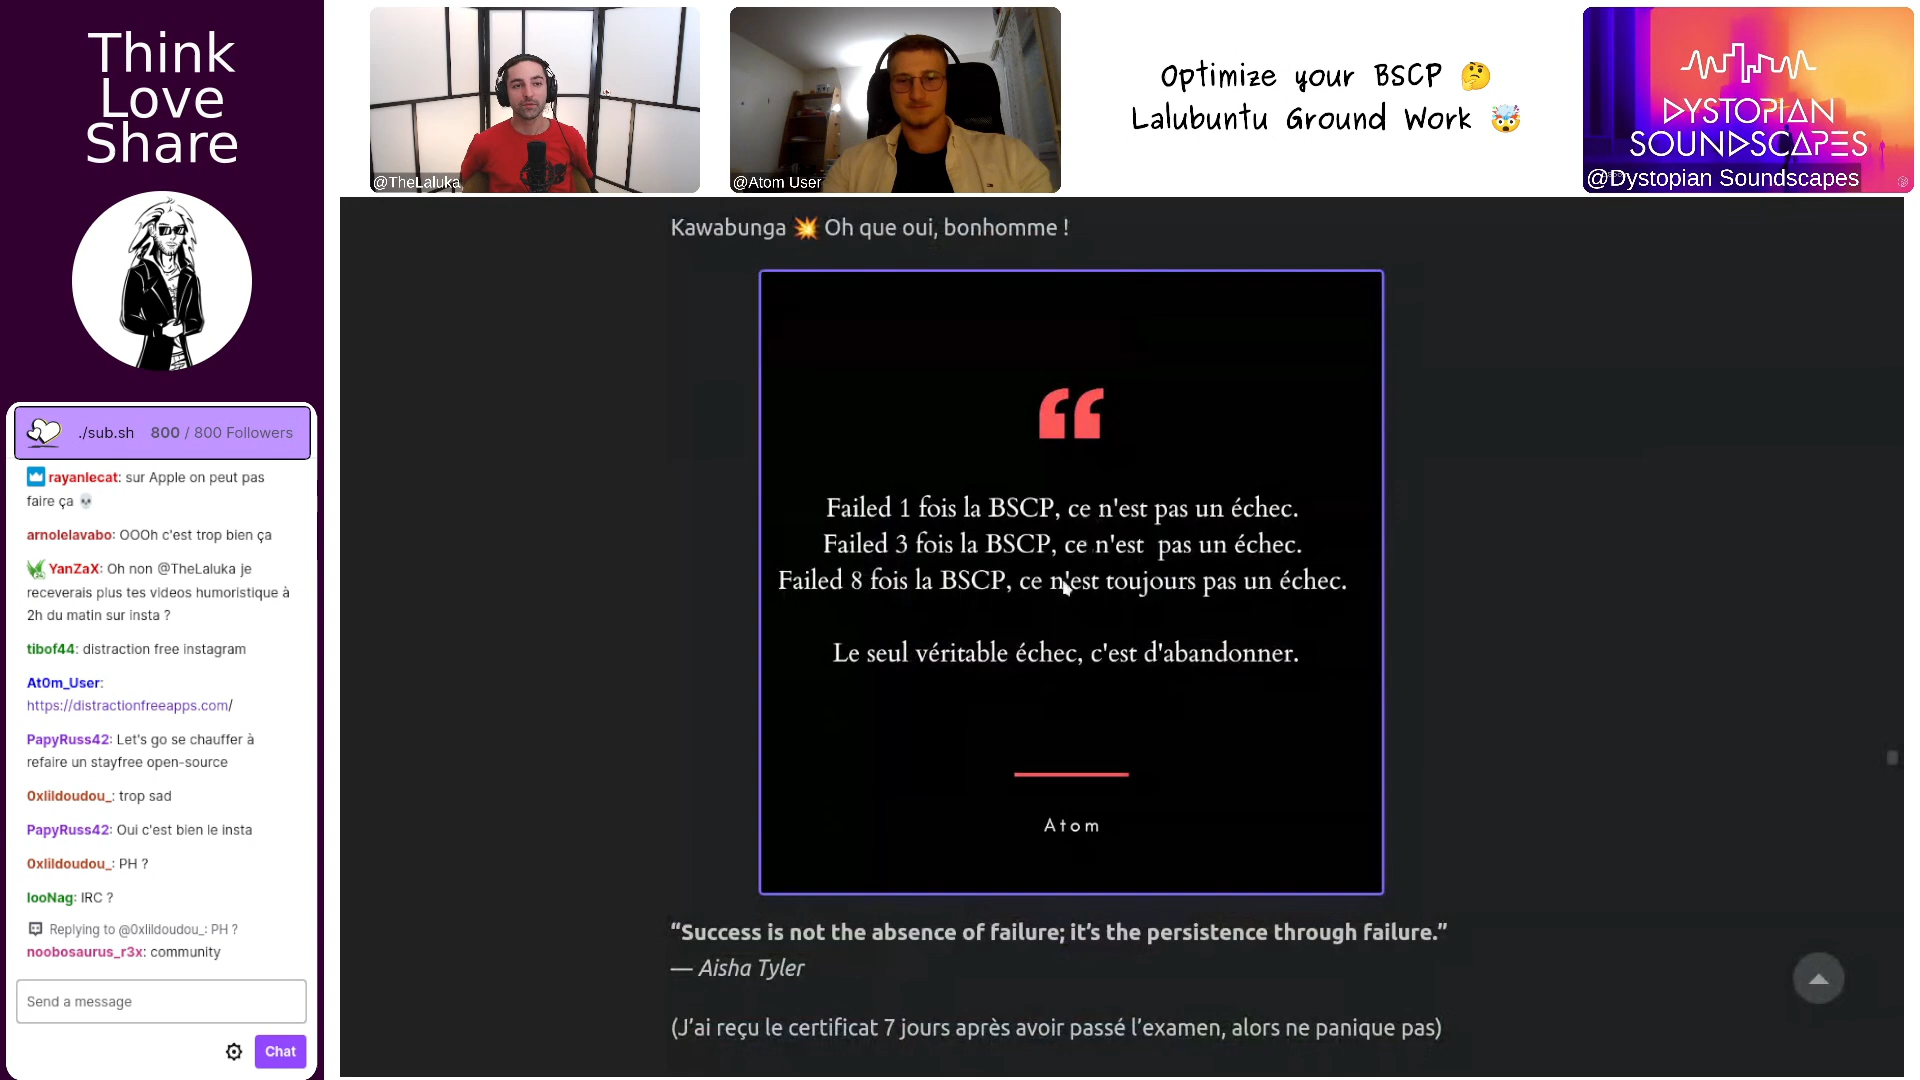 Think
Love
Share
./sub.sh 800 / 800 Followers
rayanlecat: sur Apple on peut pas
faire ça 💀
arnolelavabo: OOOh c'est trop bien ça
YanZaX: Oh non @TheLaluka je
receverais plus tes videos humoristique à
2h du matin sur insta ?
tibof44: distraction free instagram
At0m_User:
https://distractionfreeapps.com/
PapyRuss42: Let's go se chauffer à
refaire un stayfree open-source
0xlildoudou_: trop sad
PapyRuss42: Oui c'est bien le insta
0xlildoudou_: PH ?
looNag: IRC ?
Replying to @0xlildoudou_: PH ?
noobosaurus_r3x: community
Send a message
Chat
@TheLaluka
@Atom User
Optimize your BSCP 🤔
Lalubuntu Ground Work 🤯
DYSTOPIAN
SOUNDSCAPES
@Dystopian Soundscapes
Kawabunga 💥 Oh que oui, bonhomme !
“
Failed 1 fois la BSCP, ce n'est pas un échec.
Failed 3 fois la BSCP, ce n'est pas un échec.
Failed 8 fois la BSCP, ce n'est toujours pas un échec.
Le seul véritable échec, c'est d'abandonner.
Atom
“Success is not the absence of failure; it’s the persistence through failure.”
— Aisha Tyler
(J’ai reçu le certificat 7 jours après avoir passé l’examen, alors ne panique pas)